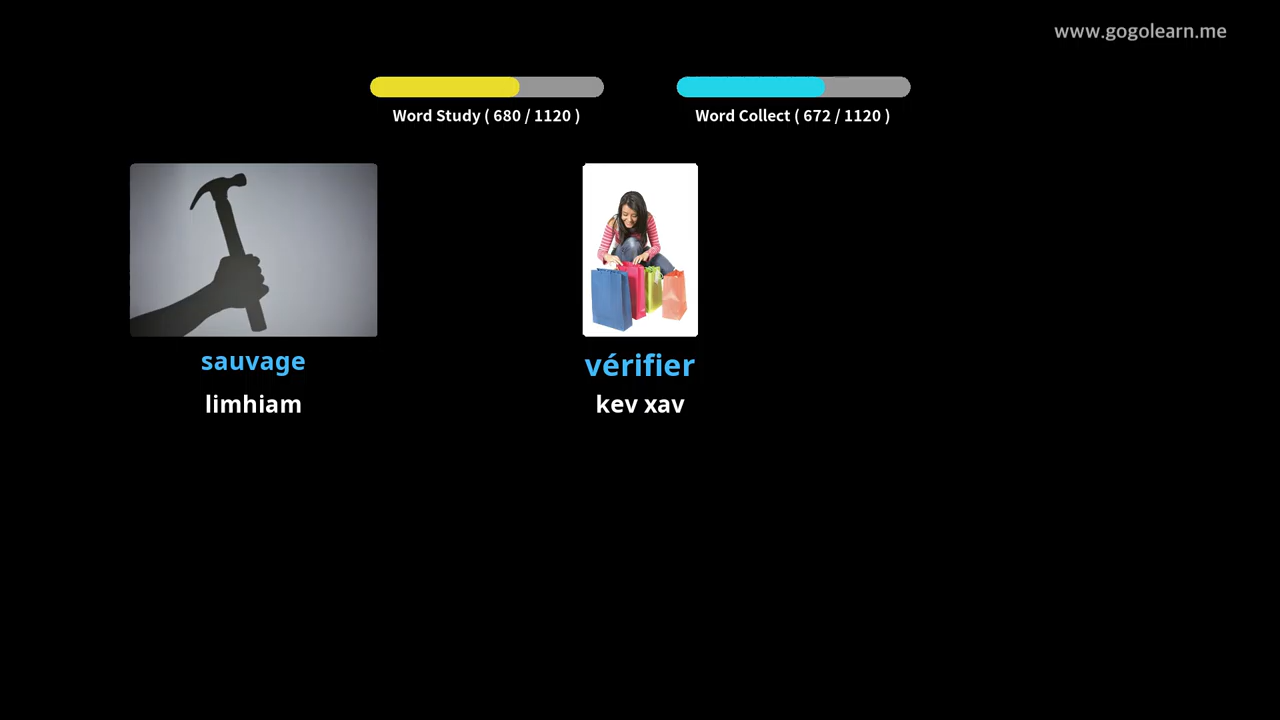 www.gogolearn.me
Word Study ( 680 / 1120 )
Word Collect ( 672 / 1120 )
sauvage
limhiam
vérifier
kev xav